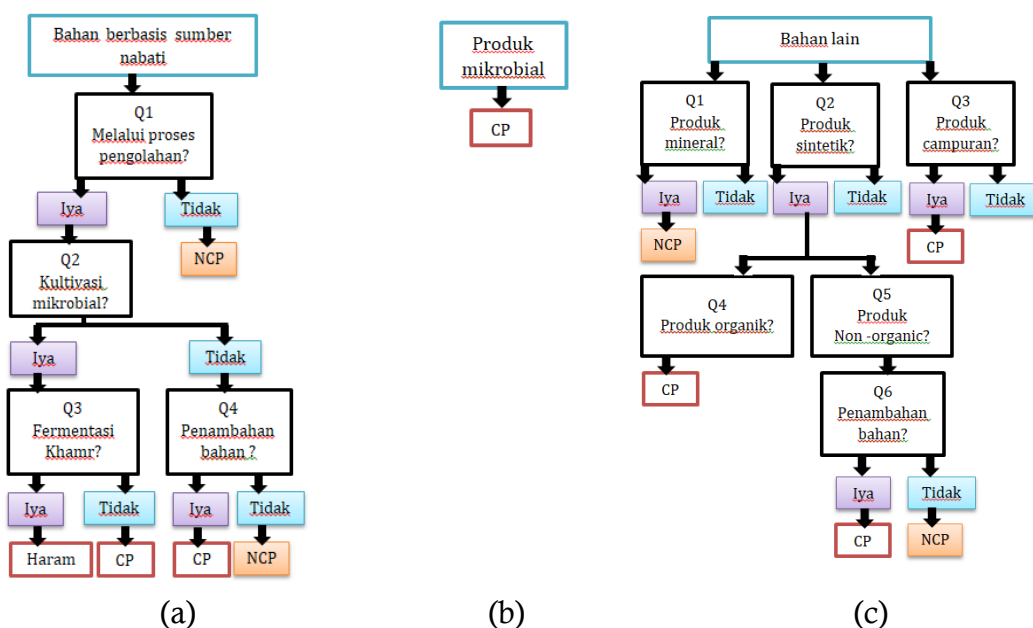 Bahan berbasis sumber
nabati
Q1
Melalui proses
pengolahan?
Iya
Tidak
NCP
Q2
Kultivasi
mikrobial?
Iya
Tidak
Q3
Fermentasi
Khamr?
Q4
Penambahan
bahan ?
Iya
Tidak
Iya
Tidak
Haram
CP
CP
NCP
(a)
Produk
mikrobial
CP
(b)
Bahan lain
Q1
Produk
mineral?
Q2
Produk
sintetik?
Q3
Produk
campuran?
Iya
Tidak
Iya
Tidak
Iya
Tidak
NCP
CP
Q4
Produk organik?
Q5
Produk
Non -organic?
CP
Q6
Penambahan
bahan?
Iya
Tidak
CP
NCP
(c)